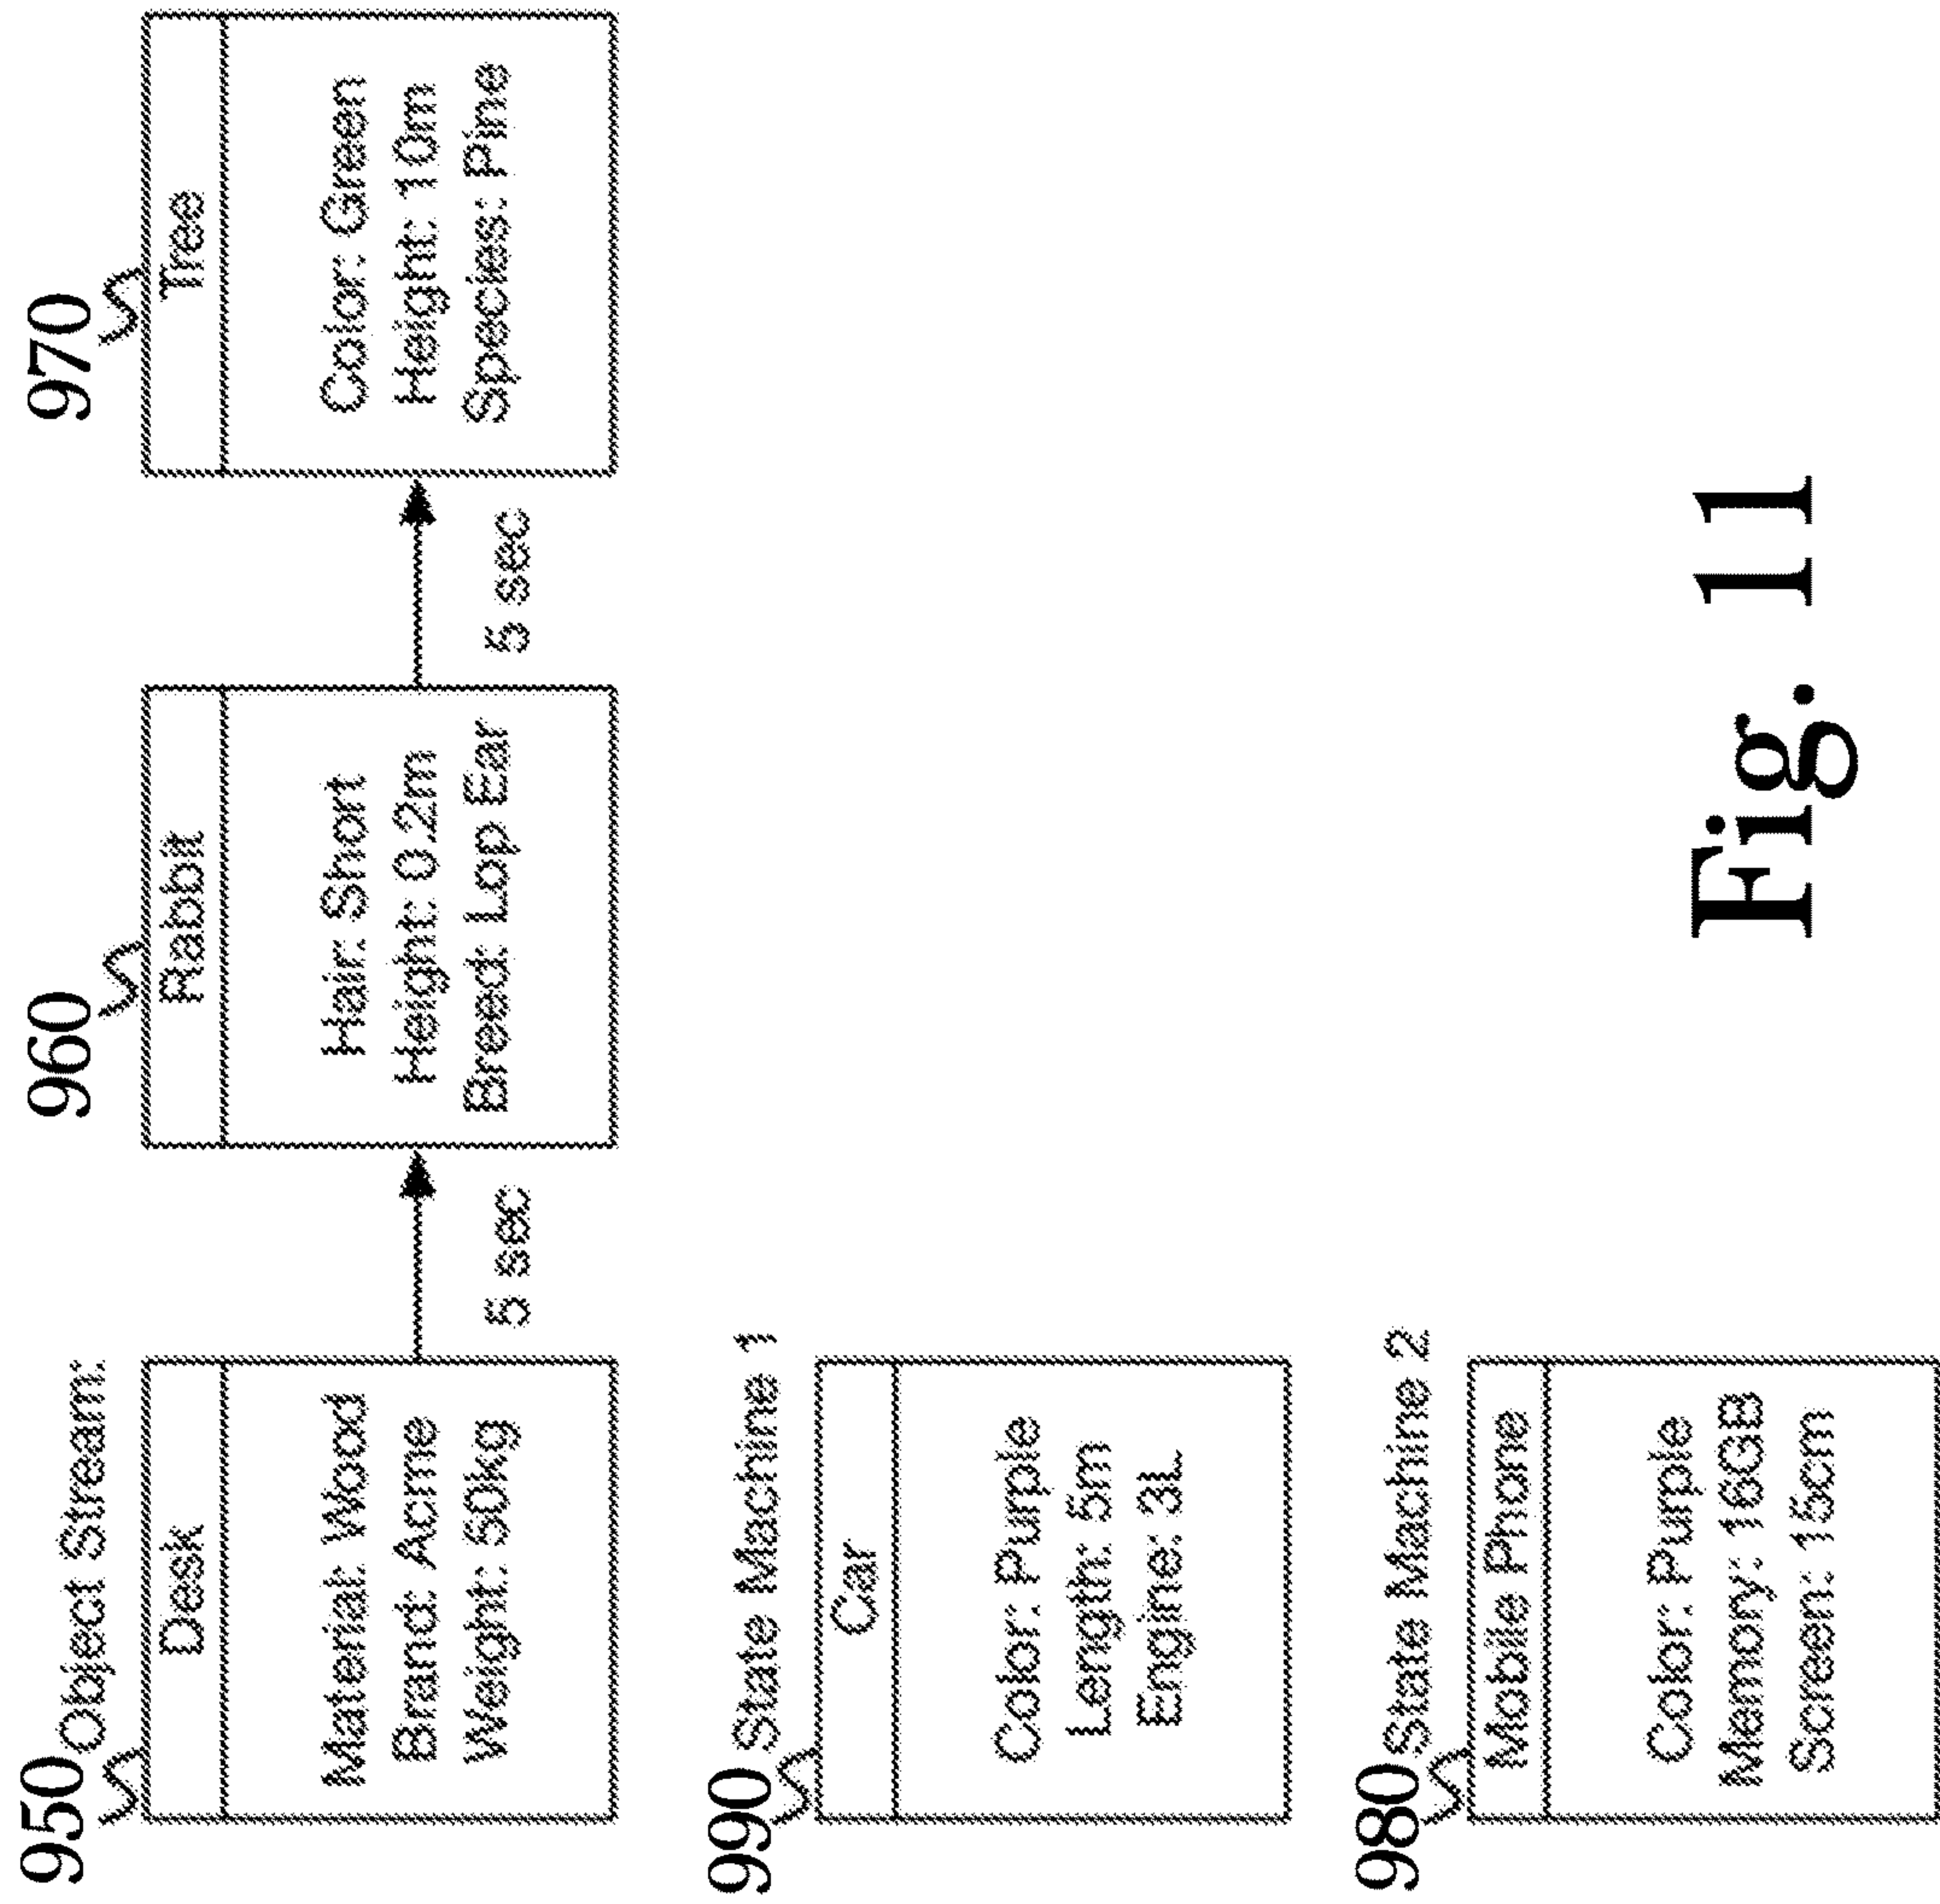 950
Object Stream:
Desk
Material: Wood
Brand: Acme
Weight: 50kg
5 sec
960
Rabbit
Hair: Short
Height: 0.2m
Breed: Lop Ear
5 sec
970
Tree
Color: Green
Height: 10m
Species: Pine
990
State Machine 1
Car
Color: Purple
Length: 5m
Engine: 3L
980
State Machine 2
Mobile Phone
Color: Purple
Memory: 16GB
Screen: 15cm
Fig. 11